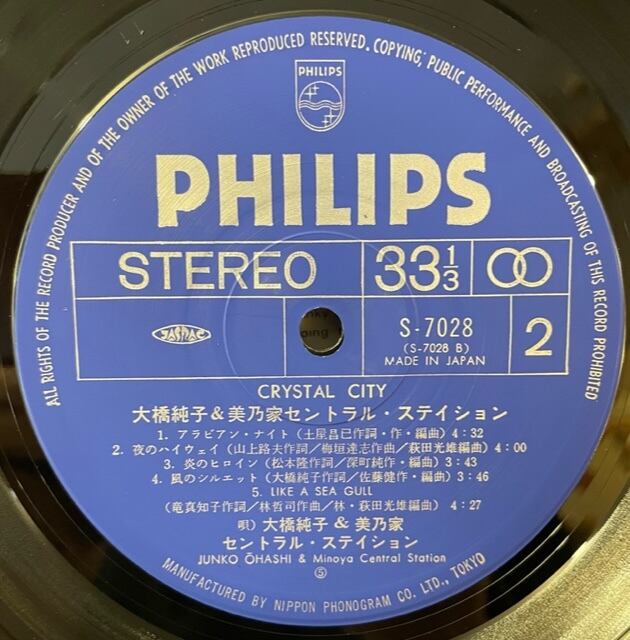 ALL RIGHTS OF THE RECORD PRODUCER AND OF THE OWNER OF THE WORK REPRODUCED RESERVED. COPYING, PUBLIC PERFORMANCE AND BROADCASTING OF THIS RECORD PROHIBITED
PHILIPS
PHILIPS
STEREO 33 1/3
JASRAC
S-7028
(S-7028 B)
MADE IN JAPAN
2
CRYSTAL CITY
大橋純子&美乃家セントラル・ステイション
1. アラビアン・ナイト(土屋昌巳作詞・作・編曲) 4:32
2. 夜のハイウェイ(山上路夫作詞/梅垣達志作曲/萩田光雄編曲) 4:00
3. 炎のヒロイン(松本隆作詞/深町純作・編曲) 3:43
4. 風のシルエット(大橋純子作詞/佐藤健作・編曲) 3:46
5. LIKE A SEA GULL
(竜真知子作詞/林哲司作曲/林・萩田光雄編曲) 4:27
唄) 大橋純子&美乃家
セントラル・ステイション
JUNKO ŌHASHI & Minoya Central Station
Ⓢ
MANUFACTURED BY NIPPON PHONOGRAM CO. LTD., TOKYO